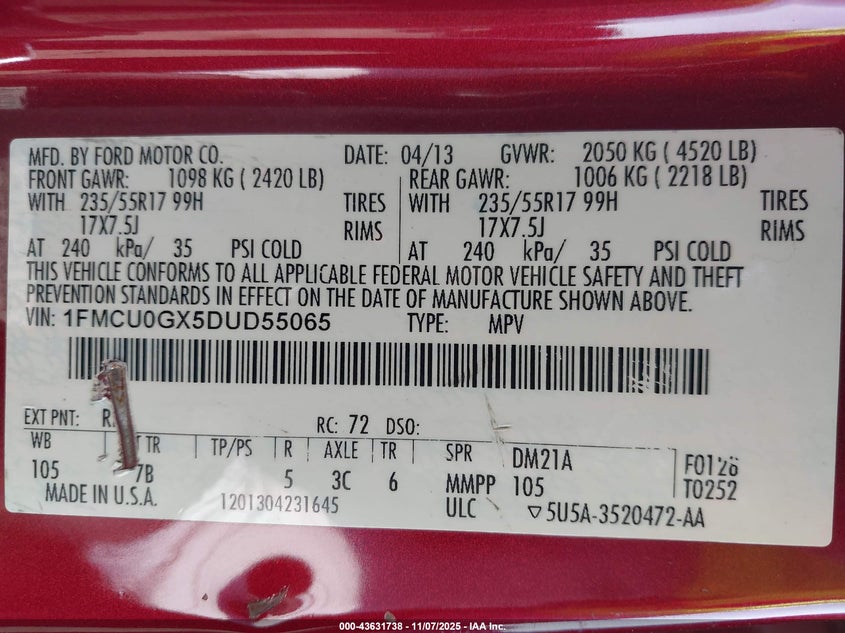 MFD. BY FORD MOTOR CO. DATE: 04/13 GVWR: 2050 KG ( 4520 LB)
FRONT GAWR: 1098 KG ( 2420 LB) REAR GAWR: 1006 KG ( 2218 LB)
WITH 235/55R17 99H TIRES WITH 235/55R17 99H TIRES
17X7.5J RIMS 17X7.5J RIMS
AT 240 kPa/ 35 PSI COLD AT 240 kPa/ 35 PSI COLD
THIS VEHICLE CONFORMS TO ALL APPLICABLE FEDERAL MOTOR VEHICLE SAFETY AND THEFT
PREVENTION STANDARDS IN EFFECT ON THE DATE OF MANUFACTURE SHOWN ABOVE.
VIN: 1FMCU0GX5DUD55065 TYPE: MPV
EXT PNT: RC: 72 DSO:
WB TR TP/PS R AXLE TR SPR DM21A F0128
105 7B 5 3C 6 MMPP 105 T0252
MADE IN U.S.A. 1201304231645 ULC ▽5U5A-3520472-AA
000-43631738 - 11/07/2025 - IAA Inc.